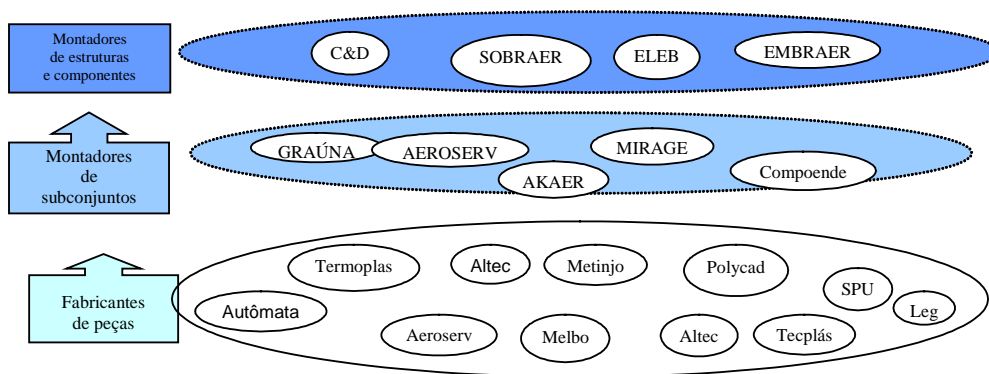 Montadores
de estruturas
e componentes
C&D
SOBRAER
ELEB
EMBRAER
Montadores
de
subconjuntos
GRAÚNA
AEROSERV
AKAER
MIRAGE
Compoende
Fabricantes
de peças
Termoplas
Altec
Metinjo
Polycad
SPU
Leg
Autômata
Aeroserv
Melbo
Altec
Tecplás